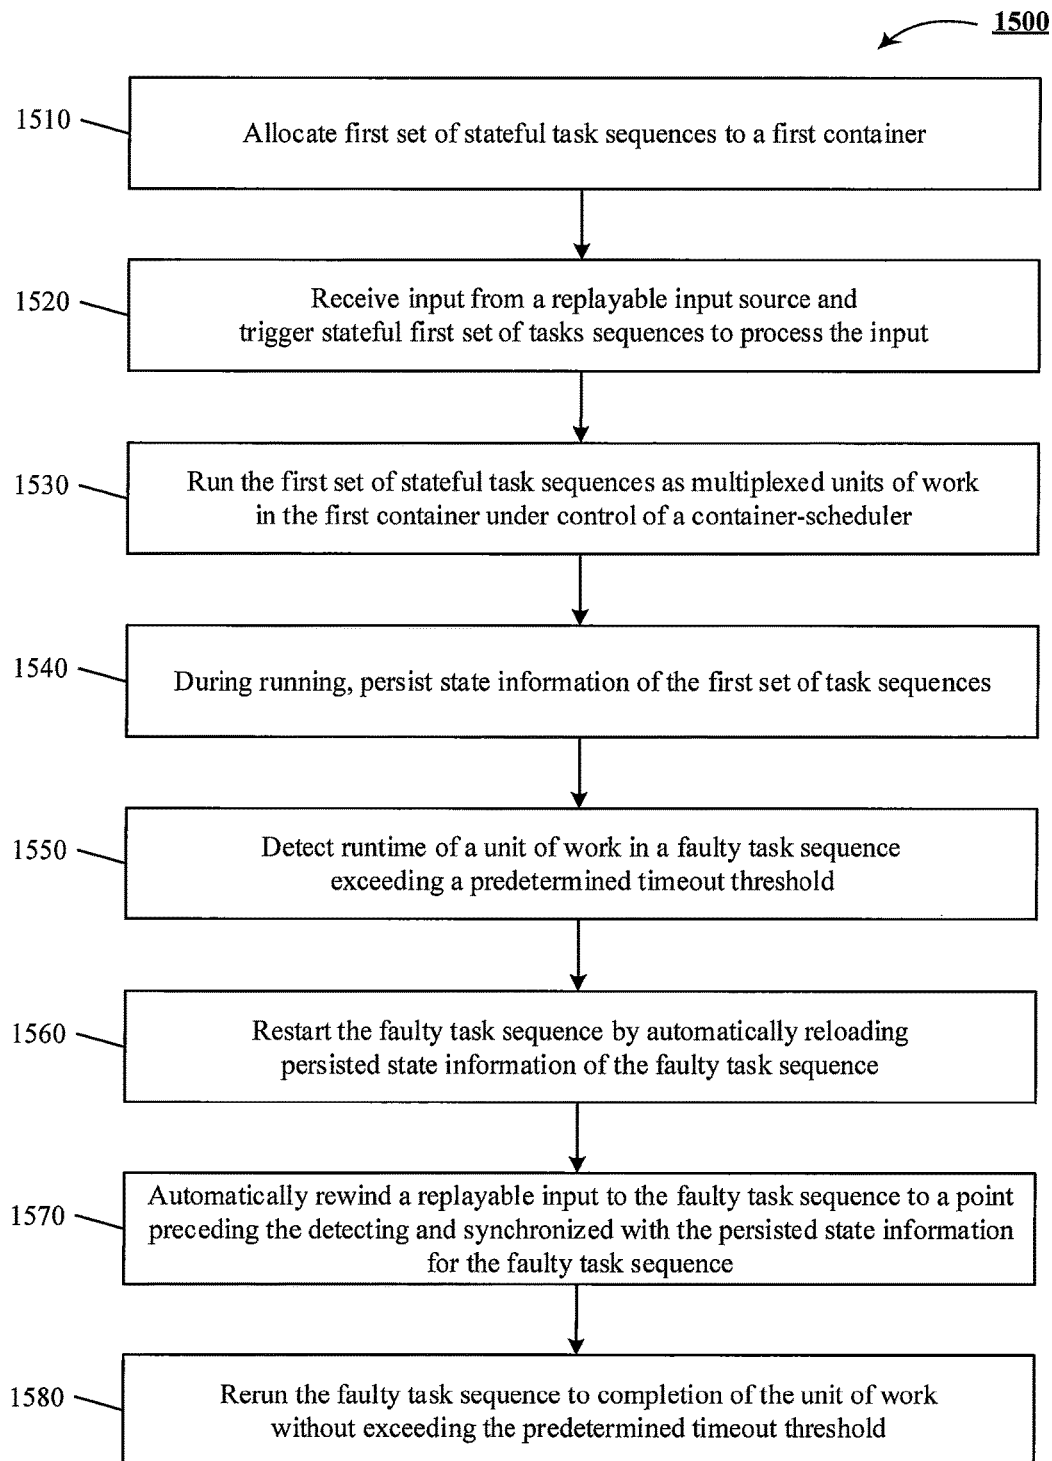 1500
1510
Allocate first set of stateful task sequences to a first container
1520
Receive input from a replayable input source and
trigger stateful first set of tasks sequences to process the input
1530
Run the first set of stateful task sequences as multiplexed units of work
in the first container under control of a container-scheduler
1540
During running, persist state information of the first set of task sequences
1550
Detect runtime of a unit of work in a faulty task sequence
exceeding a predetermined timeout threshold
1560
Restart the faulty task sequence by automatically reloading
persisted state information of the faulty task sequence
1570
Automatically rewind a replayable input to the faulty task sequence to a point
preceding the detecting and synchronized with the persisted state information
for the faulty task sequence
1580
Rerun the faulty task sequence to completion of the unit of work
without exceeding the predetermined timeout threshold